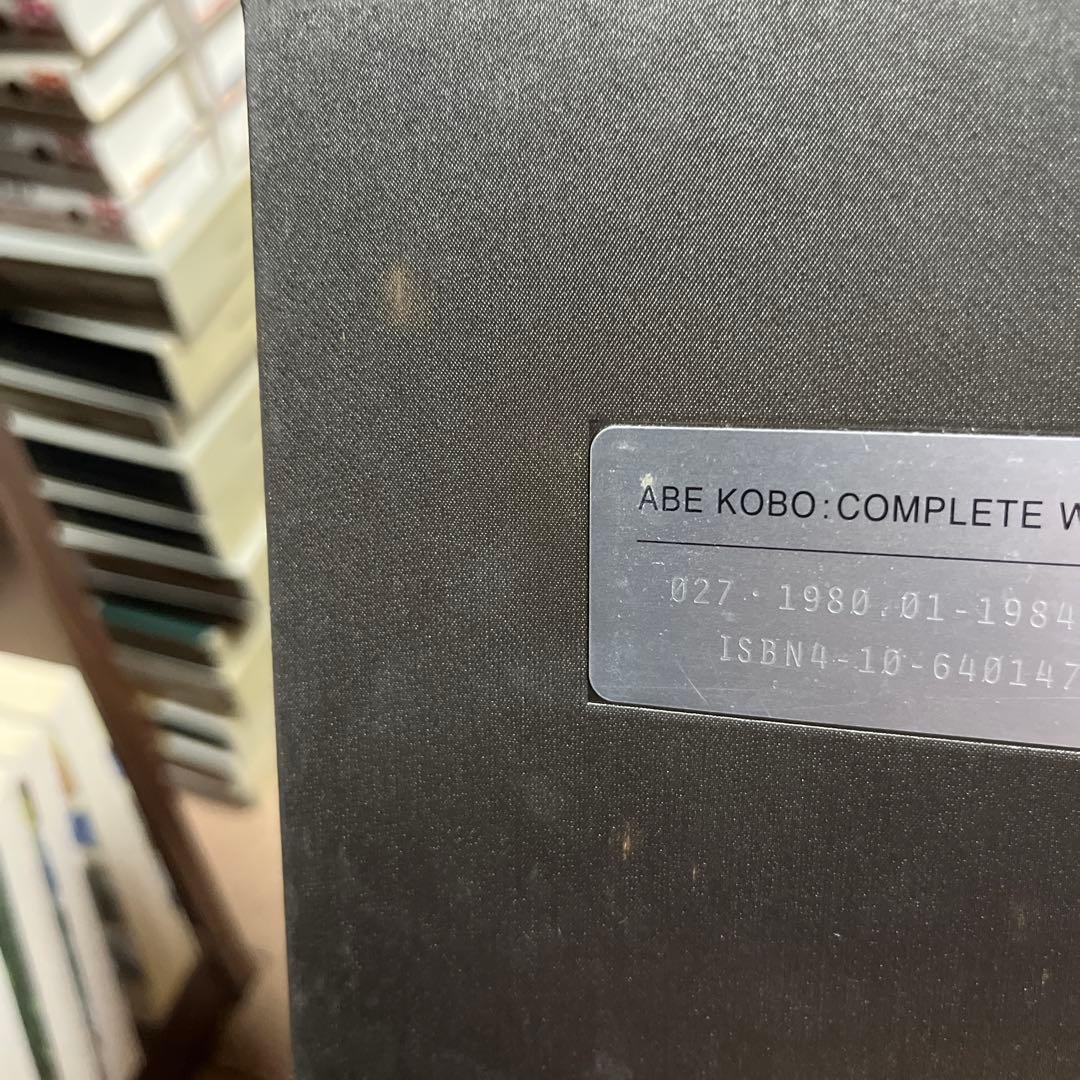 ABE KOBO:COMPLETE W
027・1980.01-1984
ISBN4-10-640147